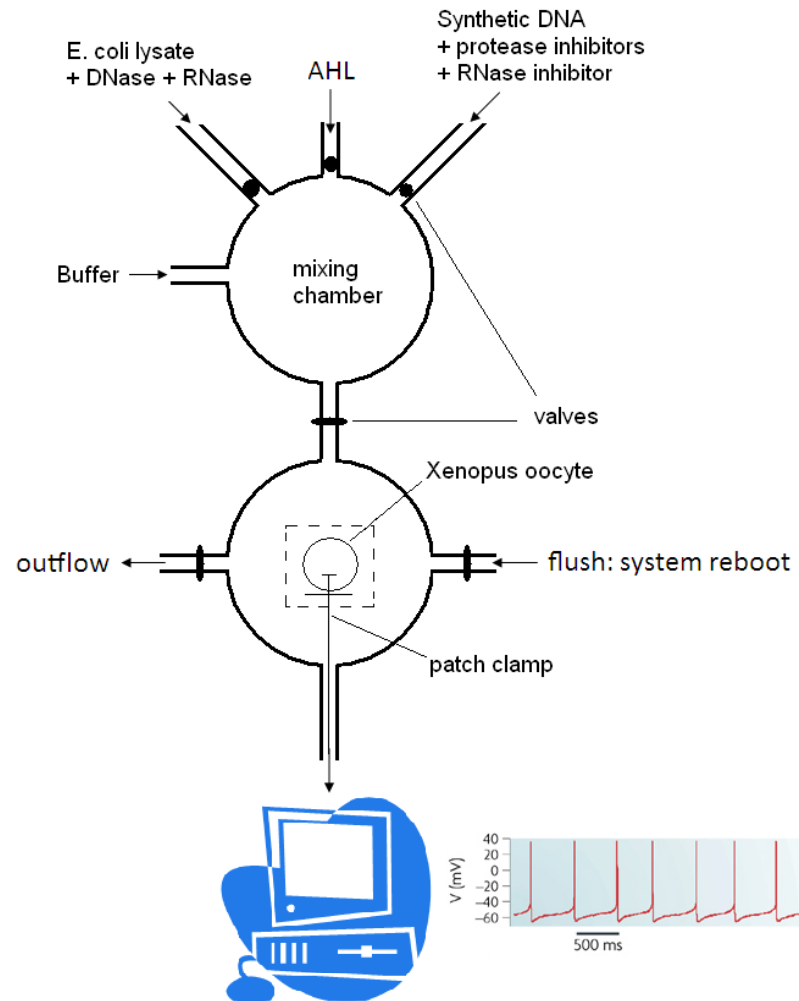 Synthetic DNA
+ protease inhibitors
+ RNase inhibitor
E. coli lysate
+ DNase + RNase
AHL
Buffer
mixing
chamber
valves
Xenopus oocyte
outflow
flush: system reboot
patch clamp
V (mV)
40
20
0
−20
−40
−60
500 ms